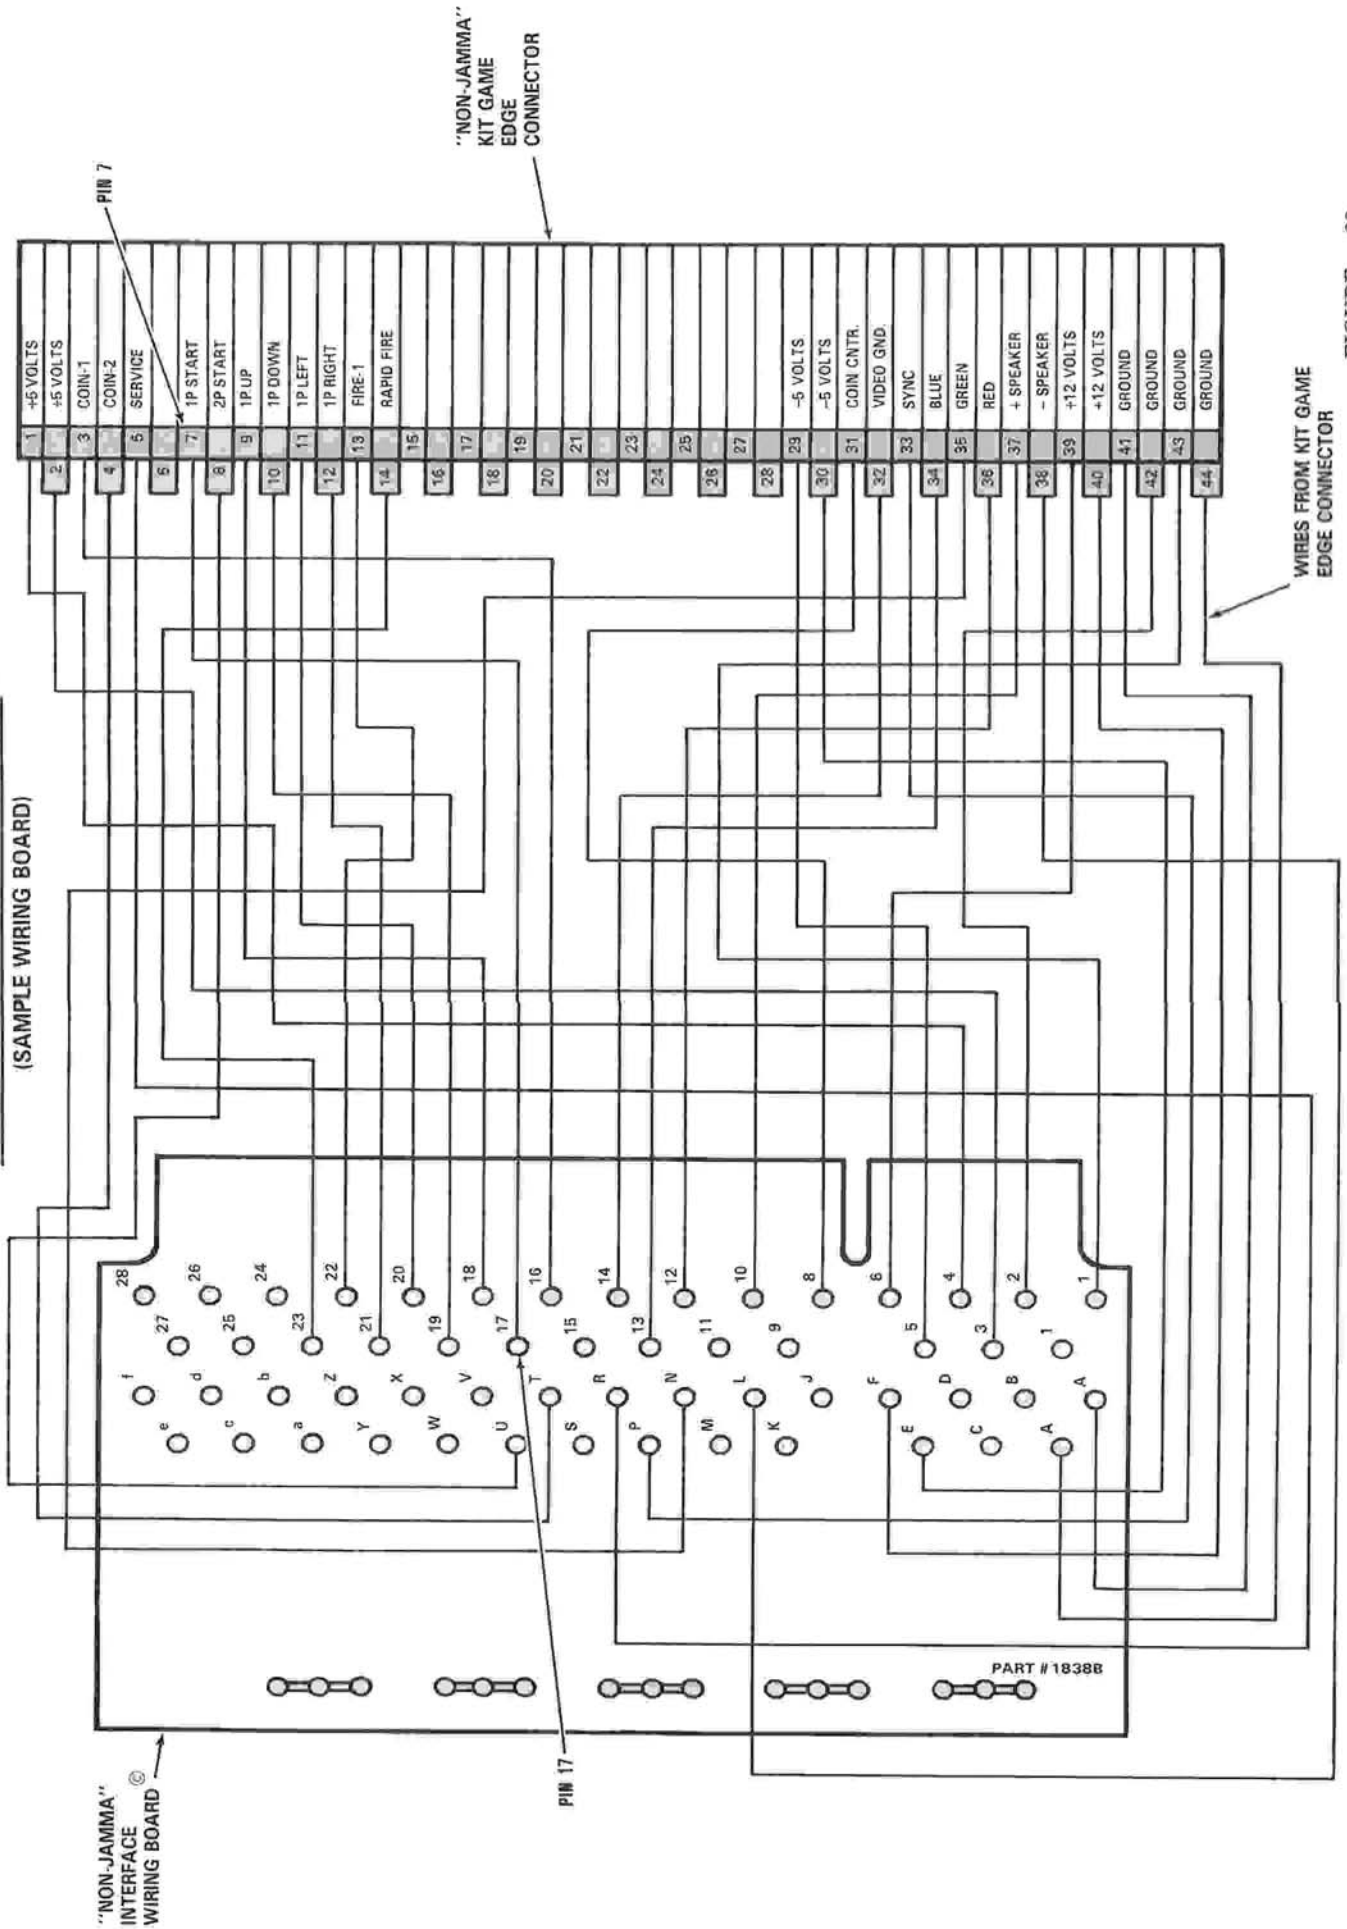 (SAMPLE WIRING BOARD)
"NON-JAMMA"
KIT GAME
EDGE
CONNECTOR
PIN 7
1 +5 VOLTS
2 +5 VOLTS
3 COIN-1
4 COIN-2
5 SERVICE
6
7 1P START
8 2P START
9 1P UP
10 1P DOWN
11 1P LEFT
12 1P RIGHT
13 FIRE-1
14 RAPID FIRE
15
16
17
18
19
20
21
22
23
24
25
26
27
28
29 -5 VOLTS
30 -5 VOLTS
31 COIN CNTR.
32 VIDEO GND.
33 SYNC
34 BLUE
35 GREEN
36 RED
37 + SPEAKER
38 - SPEAKER
39 +12 VOLTS
40 +12 VOLTS
41 GROUND
42 GROUND
43 GROUND
44 GROUND
WIRES FROM KIT GAME
EDGE CONNECTOR
28 26 24 22 20 18 16 14 12 10 8 6 4 2 1
27 25 23 21 19 17 15 13 11 9 5 3 1
f d b Z X V T R N L J F D B A
e c a Y W U S P M K E C A
PART # 1838B
PIN 17
"NON-JAMMA"
INTERFACE
WIRING BOARD ©